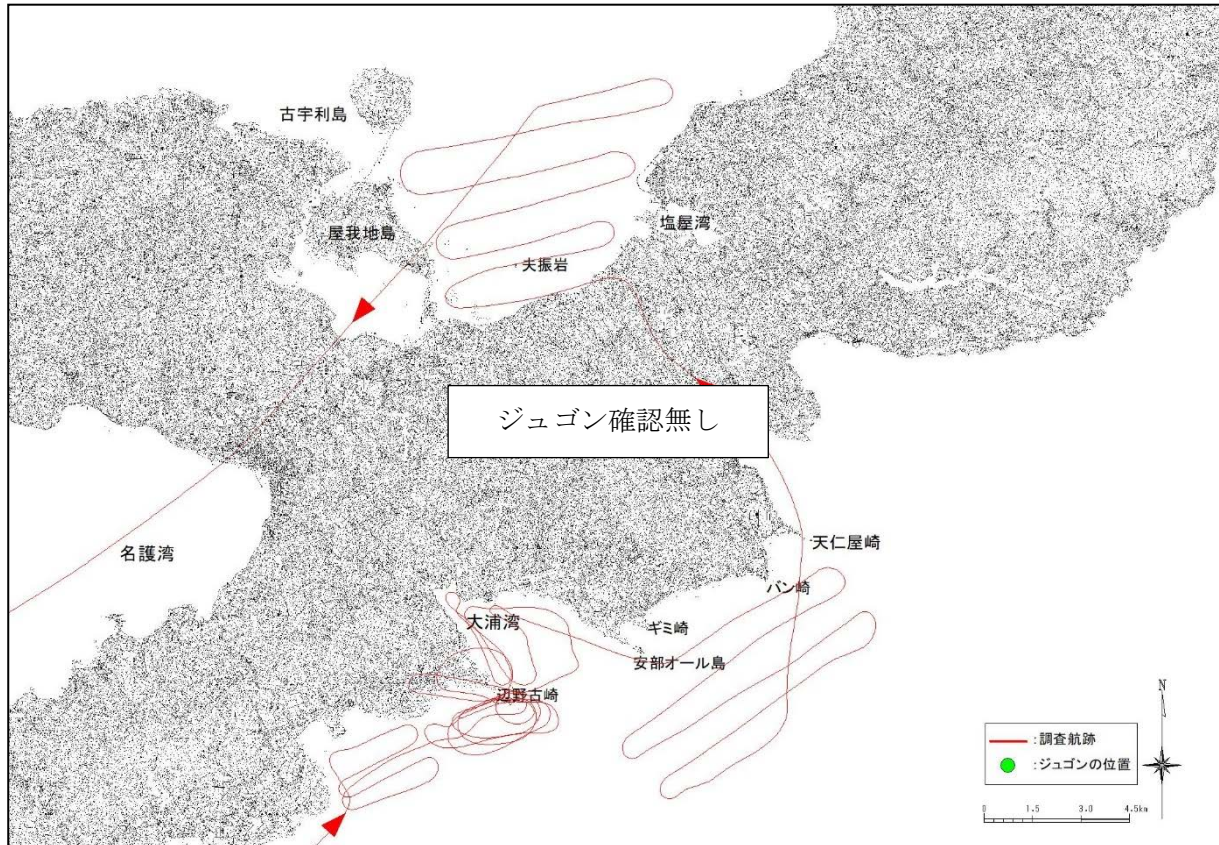 古宇利島
屋我地島
塩屋湾
夫振岩
ジュゴン確認無し
名護湾
天仁屋崎
バン崎
大浦湾
ギミ崎
安部オール島
辺野古崎
N
:調査航跡
:ジュゴンの位置
0 1.5 3.0 4.5km